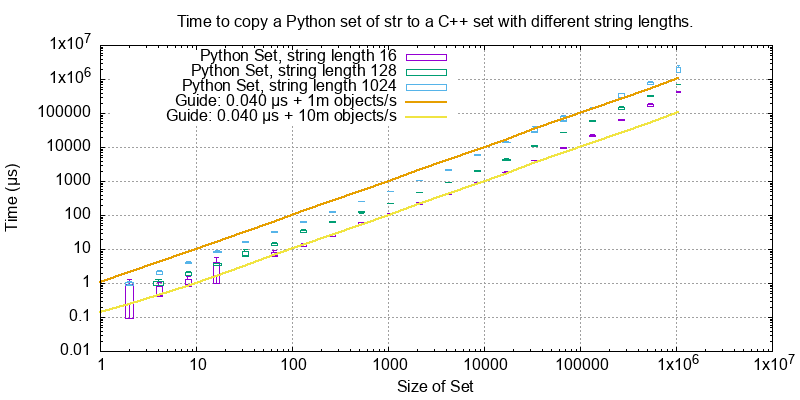 Time to copy a Python set of str to a C++ set with different string lengths.
1x10^7
1x10^6
100000
10000
1000
100
10
1
0.1
0.01
Time (µs)
Python Set, string length 16
Python Set, string length 128
Python Set, string length 1024
Guide: 0.040 µs + 1m objects/s
Guide: 0.040 µs + 10m objects/s
1 10 100 1000 10000 100000 1x10^6 1x10^7
Size of Set